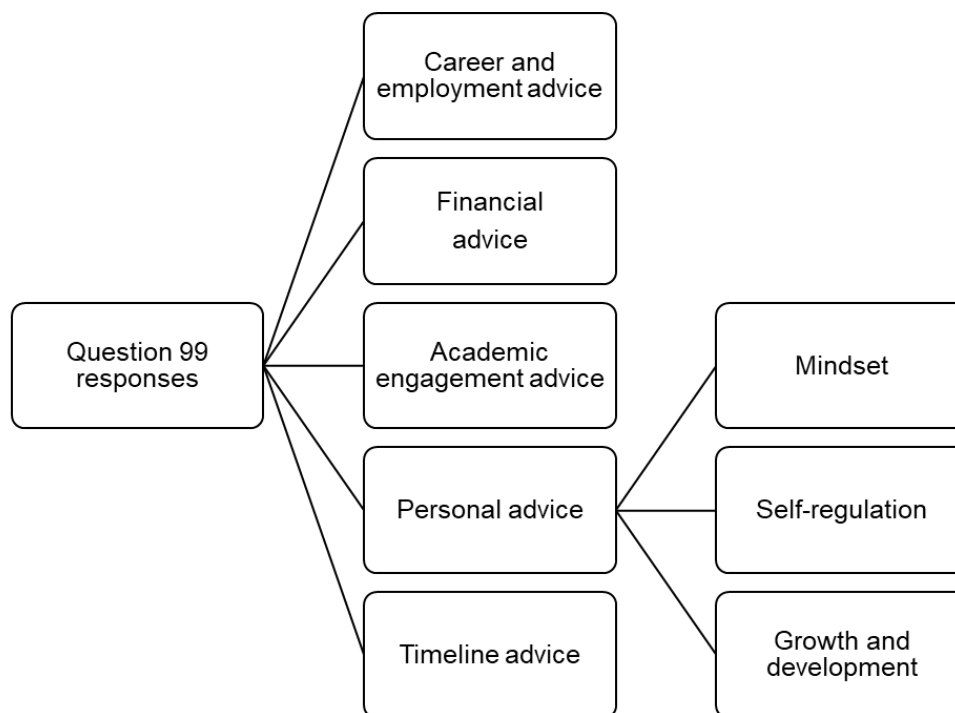 Career and
employment advice
Financial
advice
Question 99
responses
Academic
engagement advice
Mindset
Personal advice
Self-regulation
Timeline advice
Growth and
development